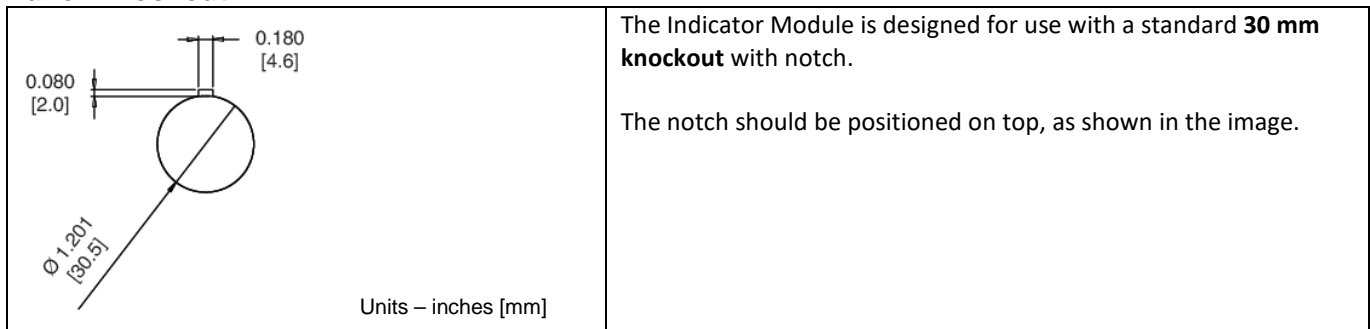 0.180
[4.6]
0.080
[2.0]
Ø 1.201
[30.5]
Units – inches [mm]
The Indicator Module is designed for use with a standard 30 mm
knockout with notch.
The notch should be positioned on top, as shown in the image.